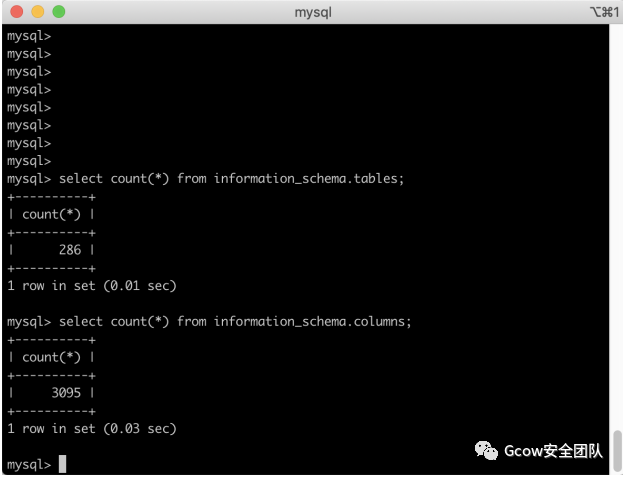 mysql
⌥⌘1
mysql>
mysql>
mysql>
mysql>
mysql>
mysql>
mysql>
mysql>
mysql> select count(*) from information_schema.tables;
+----------+
| count(*) |
+----------+
|      286 |
+----------+
1 row in set (0.01 sec)
mysql> select count(*) from information_schema.columns;
+----------+
| count(*) |
+----------+
|     3095 |
+----------+
1 row in set (0.03 sec)
mysql>
Gcow安全团队